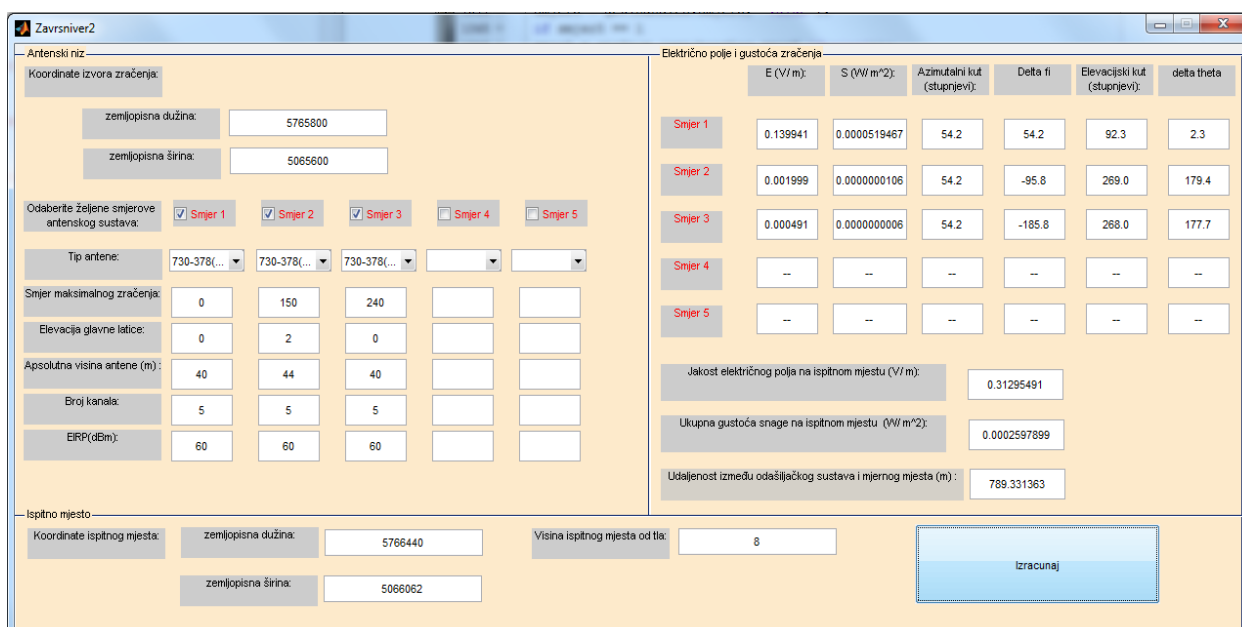 Zavrsniver2
Antenski niz
Koordinate izvora zračenja:
zemljopisna dužina:
5765800
zemljopisna širina:
5065600
Odaberite željene smjerove
antenskog sustava:
Smjer 1
Smjer 2
Smjer 3
Smjer 4
Smjer 5
Tip antene:
730-378(...
730-378(...
730-378(...
Smjer maksimalnog zračenja:
0
150
240
Elevacija glavne latice:
0
2
0
Apsolutna visina antene (m) :
40
44
40
Broj kanala:
5
5
5
EIRP(dBm):
60
60
60
Električno polje i gustoća zračenja
E (V/ m):
S (W/ m^2):
Azimutalni kut
(stupnjevi):
Delta fi
Elevacijski kut
(stupnjevi):
delta theta
Smjer 1
0.139941
0.0000519467
54.2
54.2
92.3
2.3
Smjer 2
0.001999
0.0000000106
54.2
-95.8
269.0
179.4
Smjer 3
0.000491
0.0000000006
54.2
-185.8
268.0
177.7
Smjer 4
--
--
--
--
--
--
Smjer 5
--
--
--
--
--
--
Jakost električnog polja na ispitnom mjestu (V/ m):
0.31295491
Ukupna gustoća snage na ispitnom mjestu (W/ m^2):
0.0002597899
Udaljenost između odašiljačkog sustava i mjernog mjesta (m) :
789.331363
Ispitno mjesto
Koordinate ispitnog mjesta:
zemljopisna dužina:
5766440
zemljopisna širina:
5066062
Visina ispitnog mjesta od tla:
8
Izracunaj